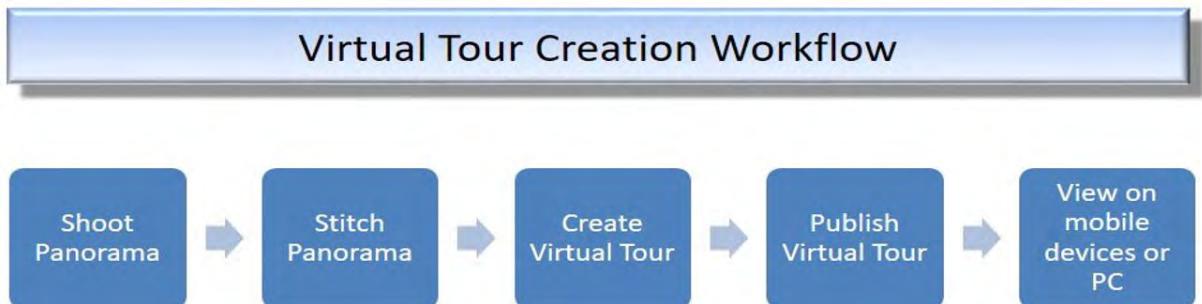 Virtual Tour Creation Workflow
Shoot
Panorama
Stitch
Panorama
Create
Virtual Tour
Publish
Virtual Tour
View on
mobile
devices or
PC